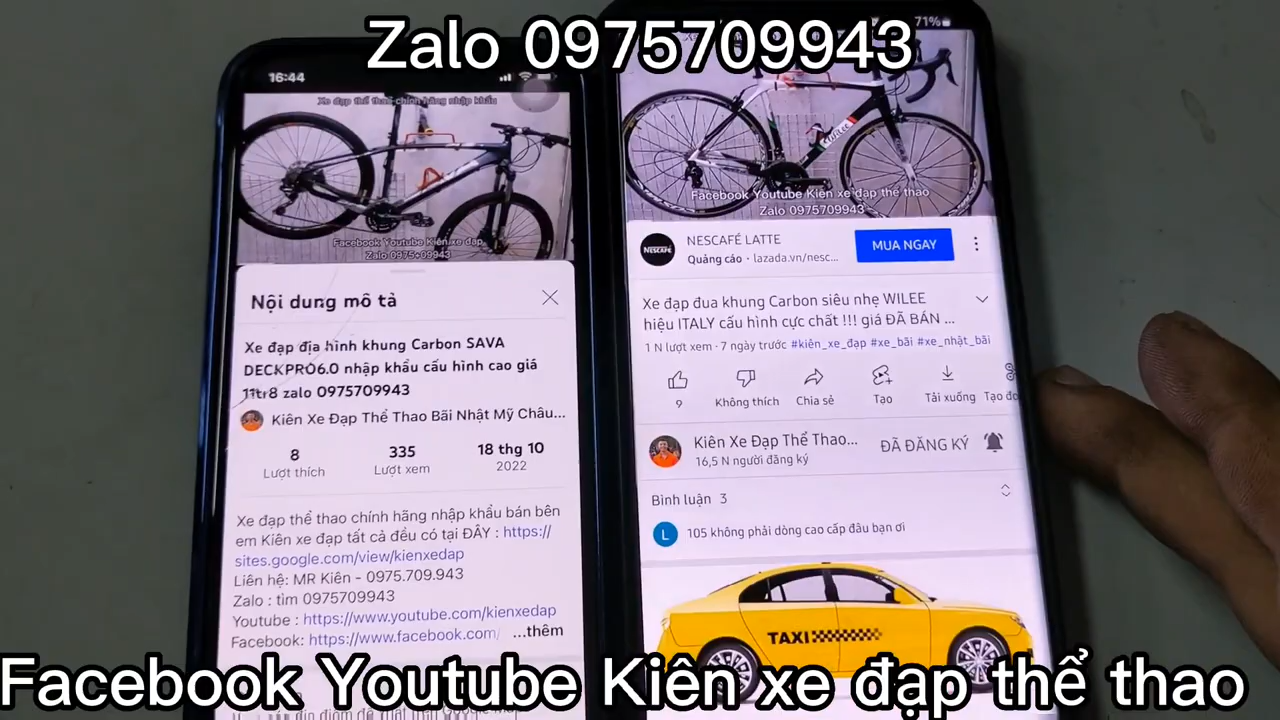 Zalo 0975709943
16:44
Xe đạp thể thao chính hãng nhập khẩu
Facebook Youtube Kiên xe đạp
Nội dung mô tả
Xe đạp địa hình khung Carbon SAVA
DECKPRO6.0 nhập khẩu cấu hình cao giá
11tr8 zalo 0975709943
Kiên Xe Đạp Thể Thao Bãi Nhật Mỹ Châu...
8
335
18 thg 10
Lượt thích
Lượt xem
2022
Xe đạp thể thao chính hãng nhập khẩu bán bên
em Kiên xe đạp tất cả đều có tại ĐÂY : https://
sites.google.com/view/kienxedap
Liên hệ: MR Kiên - 0975.709.943
Zalo : tìm 0975709943
Youtube : https://www.youtube.com/kienxedap
Facebook: https://www.facebook.com/ ...thêm
71%
WILEE
Facebook Youtube Kiên xe đạp thể thao
Zalo 0975709943
NESCAFÉ
NESCAFÉ LATTE
Quảng cáo · lazada.vn/nesc...
MUA NGAY
Xe đạp đua khung Carbon siêu nhẹ WILEE
hiệu ITALY cấu hình cực chất !!! giá ĐÃ BÁN ...
1 N lượt xem · 7 ngày trước #kiên_xe_đạp #xe_bãi #xe_nhật_bãi
9
Không thích
Chia sẻ
Tạo
Tải xuống
Tạo đo
Kiên Xe Đạp Thể Thao...
16,5 N người đăng ký
ĐÃ ĐĂNG KÝ
Bình luận 3
L
105 không phải dòng cao cấp đâu bạn ơi
TAXI
Facebook Youtube Kiên xe đạp thể thao